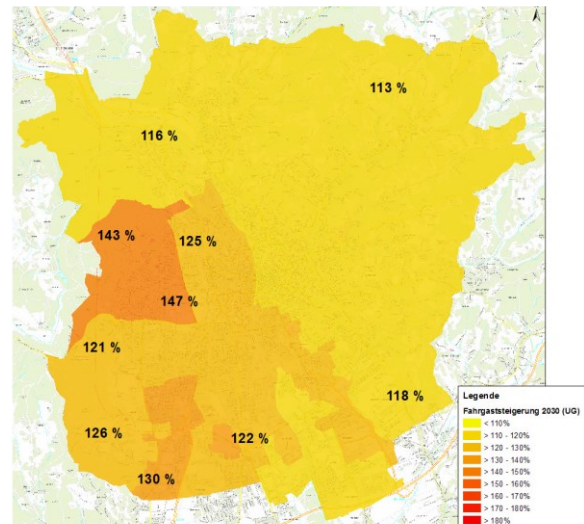 113 %
116 %
143 %
125 %
147 %
121 %
118 %
126 %
122 %
130 %
Legende
Fahrgaststeigerung 2030 (UG)
< 110%
> 110 - 120%
> 120 - 130%
> 130 - 140%
> 140 - 150%
> 150 - 160%
> 160 - 170%
> 170 - 180%
> 180%